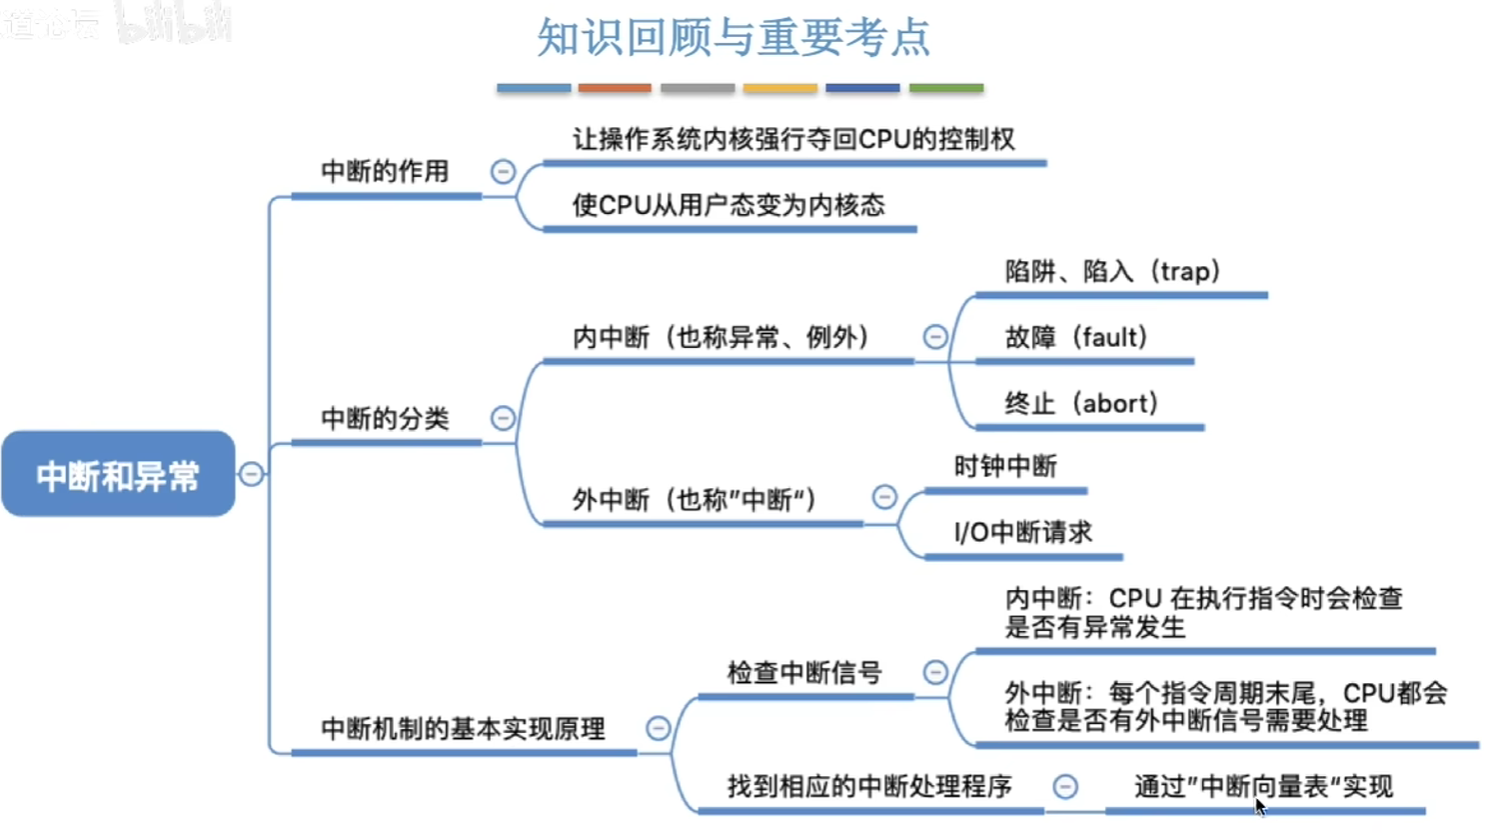 道论坛 bilibili
知识回顾与重要考点
让操作系统内核强行夺回CPU的控制权
中断的作用
使CPU从用户态变为内核态
陷阱、陷入（trap）
内中断（也称异常、例外）
故障（fault）
终止（abort）
中断的分类
时钟中断
外中断（也称”中断“）
I/O中断请求
中断和异常
内中断：CPU 在执行指令时会检查
是否有异常发生
检查中断信号
外中断：每个指令周期末尾，CPU都会
检查是否有外中断信号需要处理
中断机制的基本实现原理
找到相应的中断处理程序
通过”中断向量表“实现